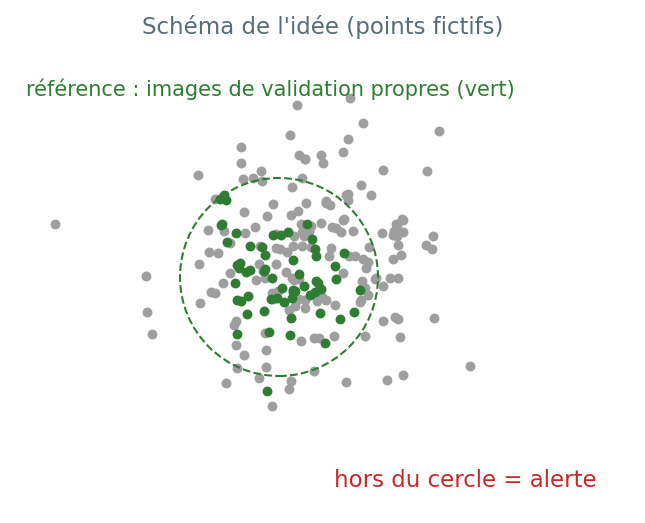 Schéma de l'idée (points fictifs)
référence : images de validation propres (vert)
hors du cercle = alerte